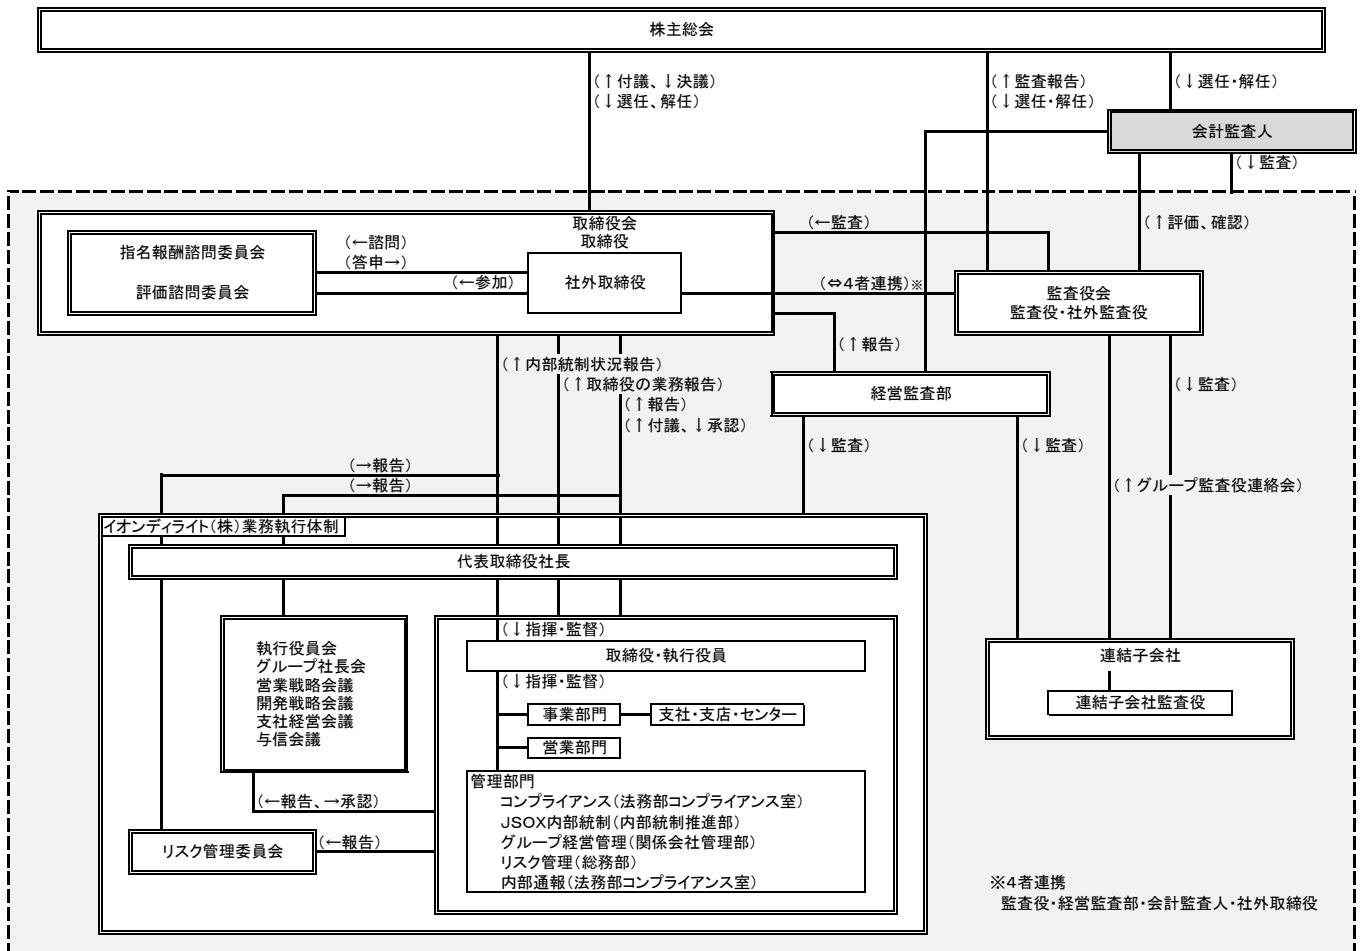 株主総会
(↑付議、↓決議)
(↓選任、解任)
(↑監査報告)
(↓選任・解任)
(↓選任・解任)
会計監査人
(↓監査)
取締役会
取締役
指名報酬諮問委員会
評価諮問委員会
(←諮問)
(答申→)
(←参加)
社外取締役
(←監査)
(⇔4者連携)※
(↑評価、確認)
監査役会
監査役・社外監査役
(↑報告)
(↑内部統制状況報告)
(↑取締役の業務報告)
(↑報告)
(↑付議、↓承認)
経営監査部
(↓監査)
(↓監査)
(↓監査)
(→報告)
(→報告)
(↑グループ監査役連絡会)
イオンディライト(株)業務執行体制
代表取締役社長
執行役員会
グループ社長会
営業戦略会議
開発戦略会議
支社経営会議
与信会議
(↓指揮・監督)
取締役・執行役員
(↓指揮・監督)
事業部門
支社・支店・センター
営業部門
管理部門
コンプライアンス(法務部コンプライアンス室)
JSOX内部統制(内部統制推進部)
グループ経営管理(関係会社管理部)
リスク管理(総務部)
内部通報(法務部コンプライアンス室)
(←報告、→承認)
リスク管理委員会
(←報告)
連結子会社
連結子会社監査役
※4者連携
監査役・経営監査部・会計監査人・社外取締役